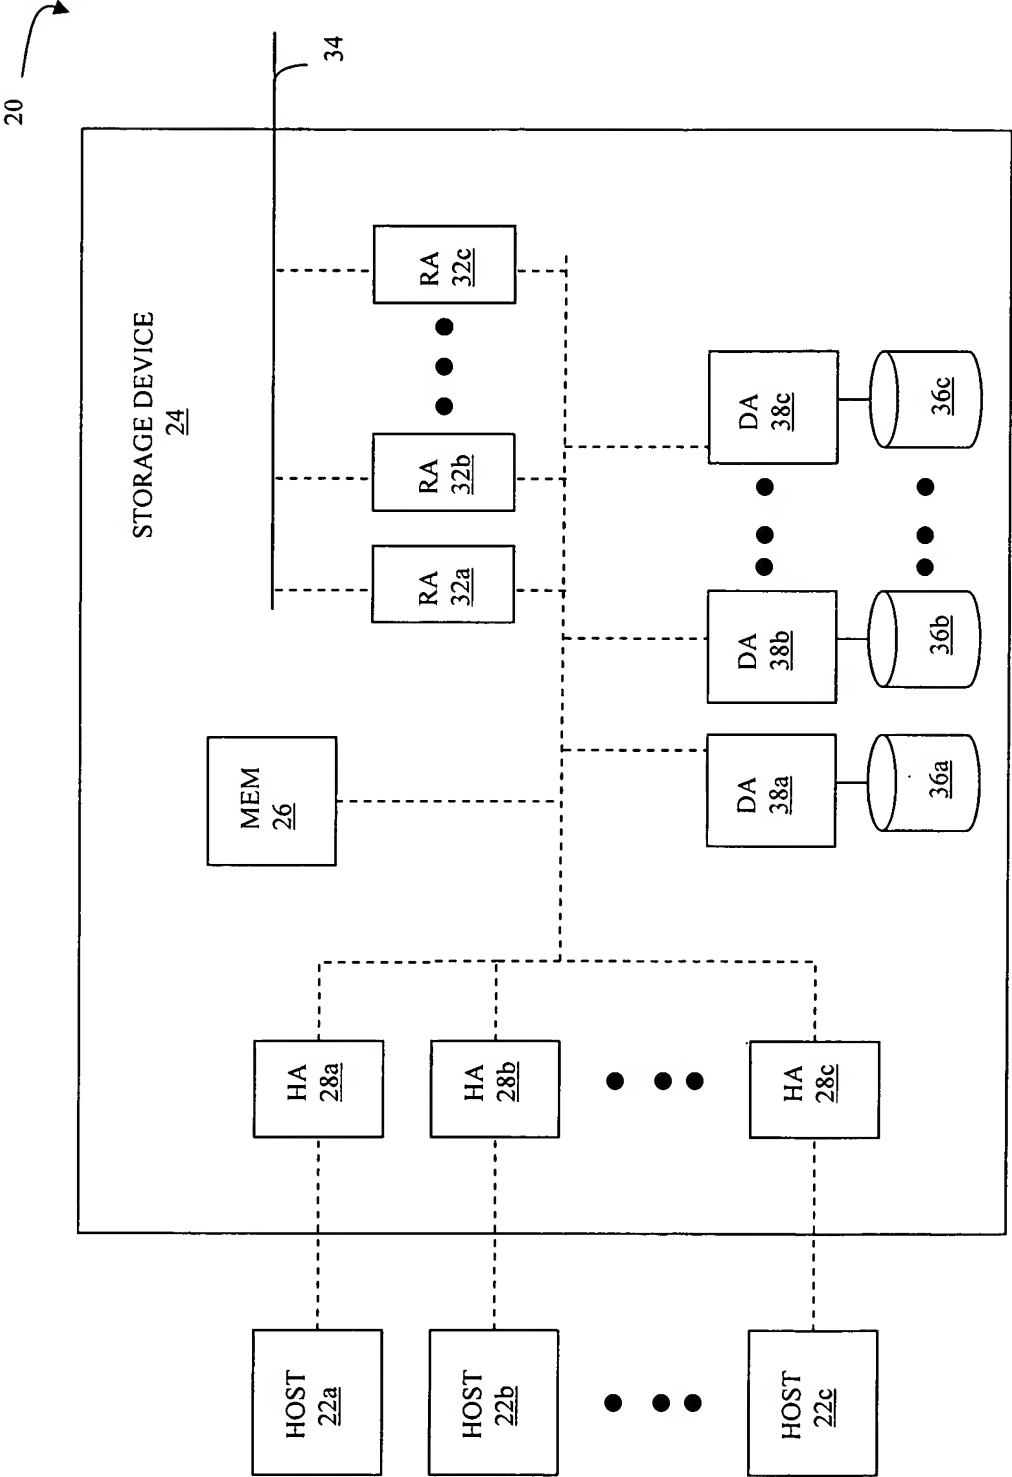 20
STORAGE DEVICE
24
34
HOST
22a
HOST
22b
HOST
22c
HA
28a
HA
28b
HA
28c
MEM
26
RA
32a
RA
32b
RA
32c
DA
38a
DA
38b
DA
38c
36a
36b
36c